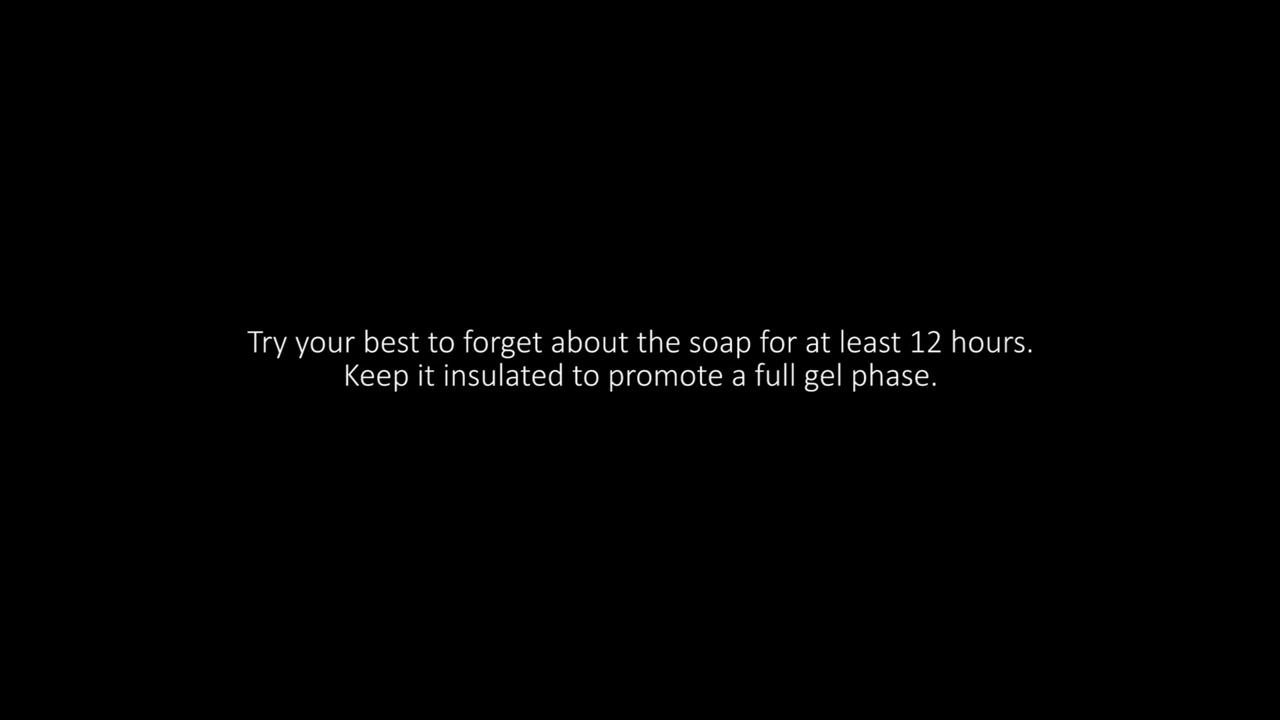 Try your best to forget about the soap for at least 12 hours.
Keep it insulated to promote a full gel phase.